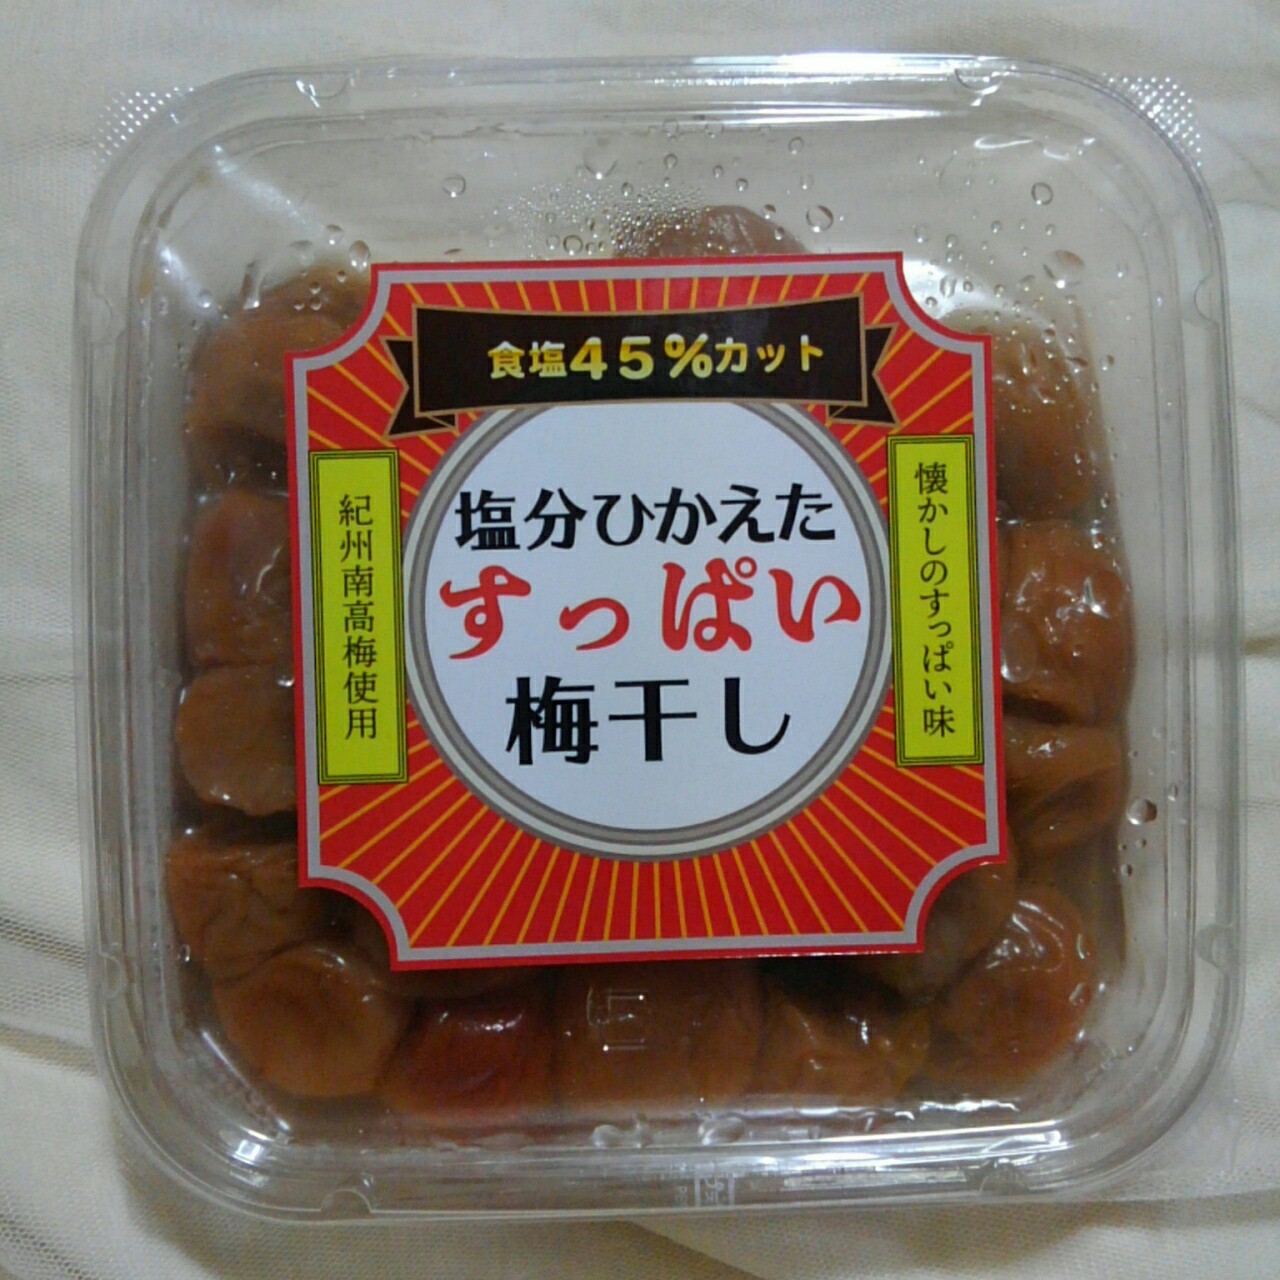 食塩45%カット
塩分ひかえた
すっぱい
梅干し
懐かしのすっぱい味
紀州南高梅使用